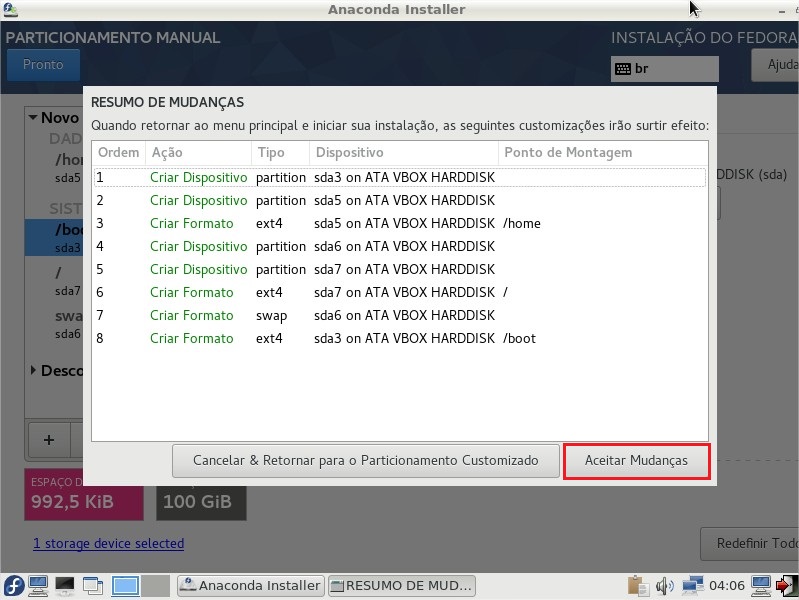 Anaconda Installer
PARTICIONAMENTO MANUAL
INSTALAÇÃO DO FEDORA
Pronto
br
Ajuda
RESUMO DE MUDANÇAS
Quando retornar ao menu principal e iniciar sua instalação, as seguintes customizações irão surtir efeito:
Ordem Ação Tipo Dispositivo Ponto de Montagem
1 Criar Dispositivo partition sda3 on ATA VBOX HARDDISK
2 Criar Dispositivo partition sda5 on ATA VBOX HARDDISK
3 Criar Formato ext4 sda5 on ATA VBOX HARDDISK /home
4 Criar Dispositivo partition sda6 on ATA VBOX HARDDISK
5 Criar Dispositivo partition sda7 on ATA VBOX HARDDISK
6 Criar Formato ext4 sda7 on ATA VBOX HARDDISK /
7 Criar Formato swap sda6 on ATA VBOX HARDDISK
8 Criar Formato ext4 sda3 on ATA VBOX HARDDISK /boot
Novo
DAD
/ho
sda5
SIST
/boo
sda3
/
sda7
swa
sda6
Desco
DDISK (sda)
+
Cancelar & Retornar para o Particionamento Customizado
Aceitar Mudanças
ESPAÇO D
992,5 KiB
100 GiB
1 storage device selected
Redefinir Todo
Anaconda Installer
RESUMO DE MUD...
04:06